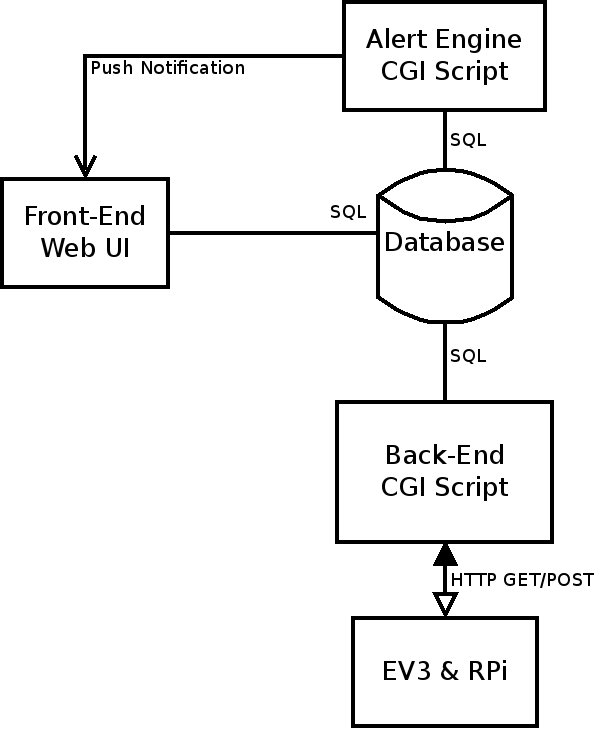 Alert Engine
CGI Script
Push Notification
SQL
Front-End
Web UI
SQL
Database
SQL
Back-End
CGI Script
HTTP GET/POST
EV3 & RPi